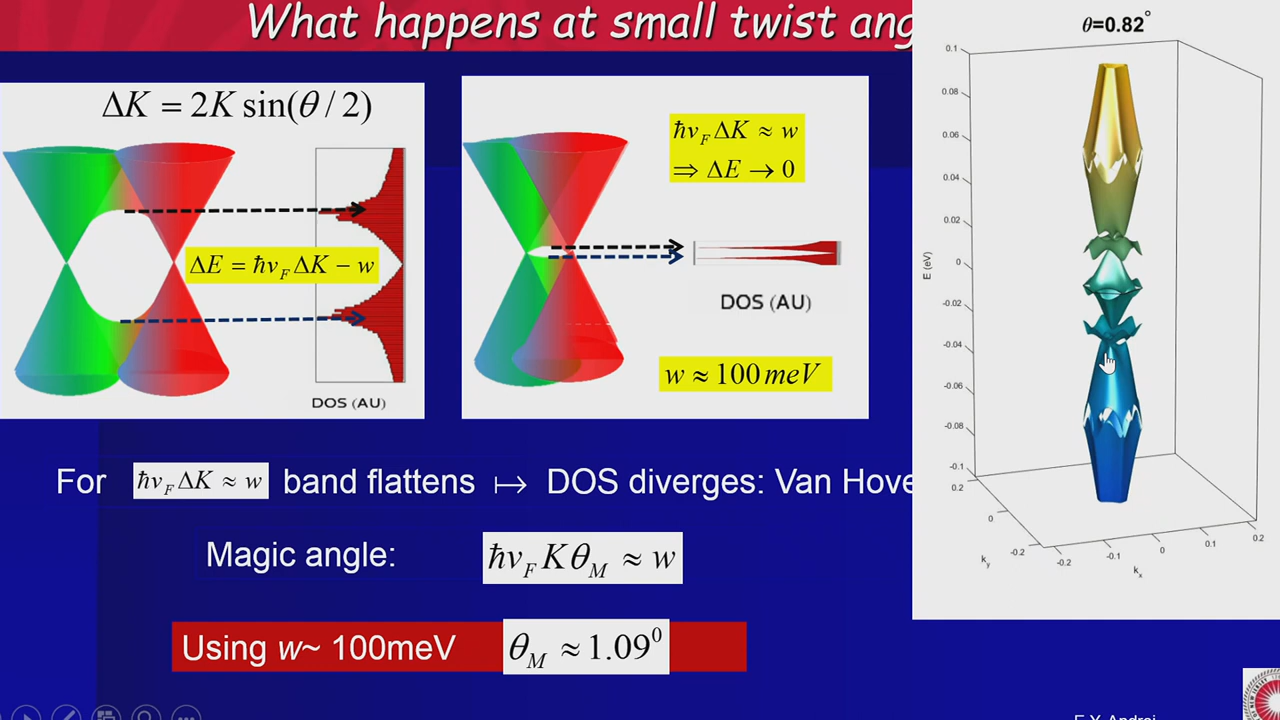 What happens at small twist ang
ΔK = 2K sin(θ / 2)
ΔE = ħv_F ΔK − w
DOS (AU)
ħv_F ΔK ≈ w
⇒ ΔE → 0
DOS (AU)
w ≈ 100 meV
For ħv_F ΔK ≈ w band flattens ↦ DOS diverges: Van Hove
Magic angle: ħv_F Kθ_M ≈ w
Using w~ 100meV θ_M ≈ 1.09⁰
θ=0.82°
0.1
0.08
0.06
0.04
0.02
0
-0.02
-0.04
-0.06
-0.08
-0.1
E (eV)
0.2
0
-0.2
k_y
-0.2
-0.1
0
0.1
0.2
k_x
E.Y. Andrei